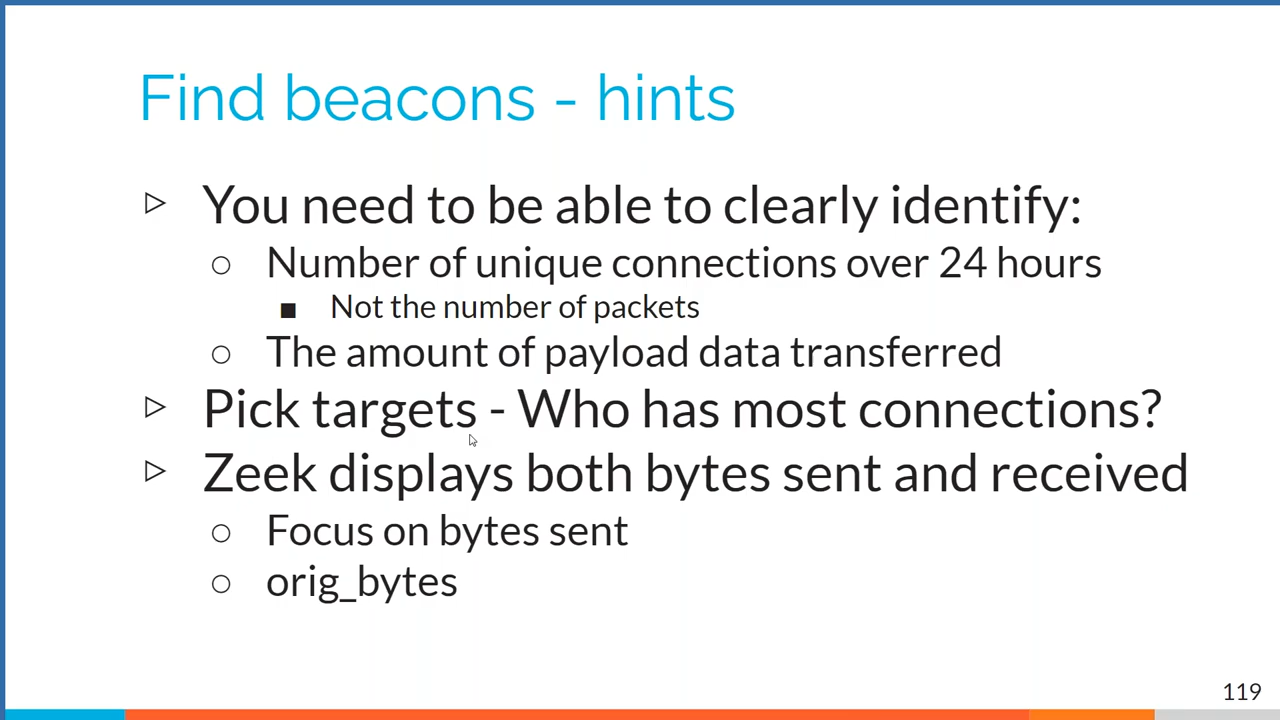 Find beacons - hints
▷ You need to be able to clearly identify:
○ Number of unique connections over 24 hours
■ Not the number of packets
○ The amount of payload data transferred
▷ Pick targets - Who has most connections?
▷ Zeek displays both bytes sent and received
○ Focus on bytes sent
○ orig_bytes
119